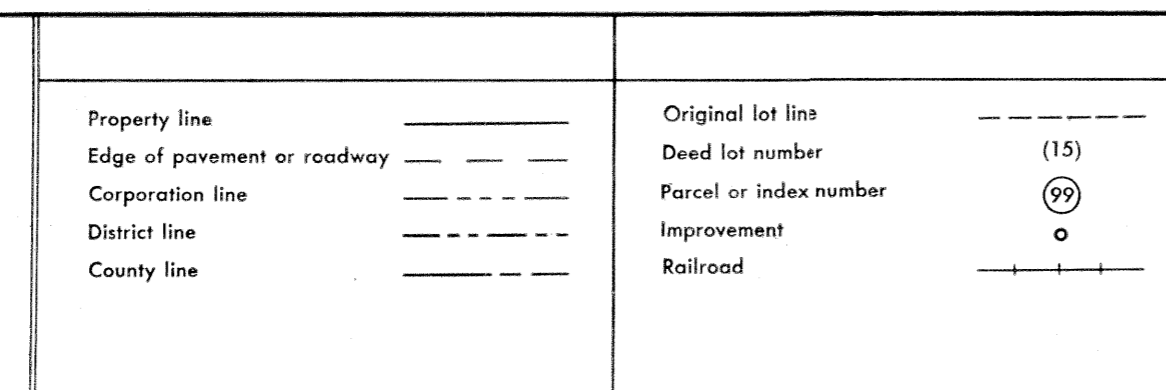 Property line
Edge of pavement or roadway
Corporation line
District line
County line
Original lot line
Deed lot number (15)
Parcel or index number 99
Improvement
Railroad